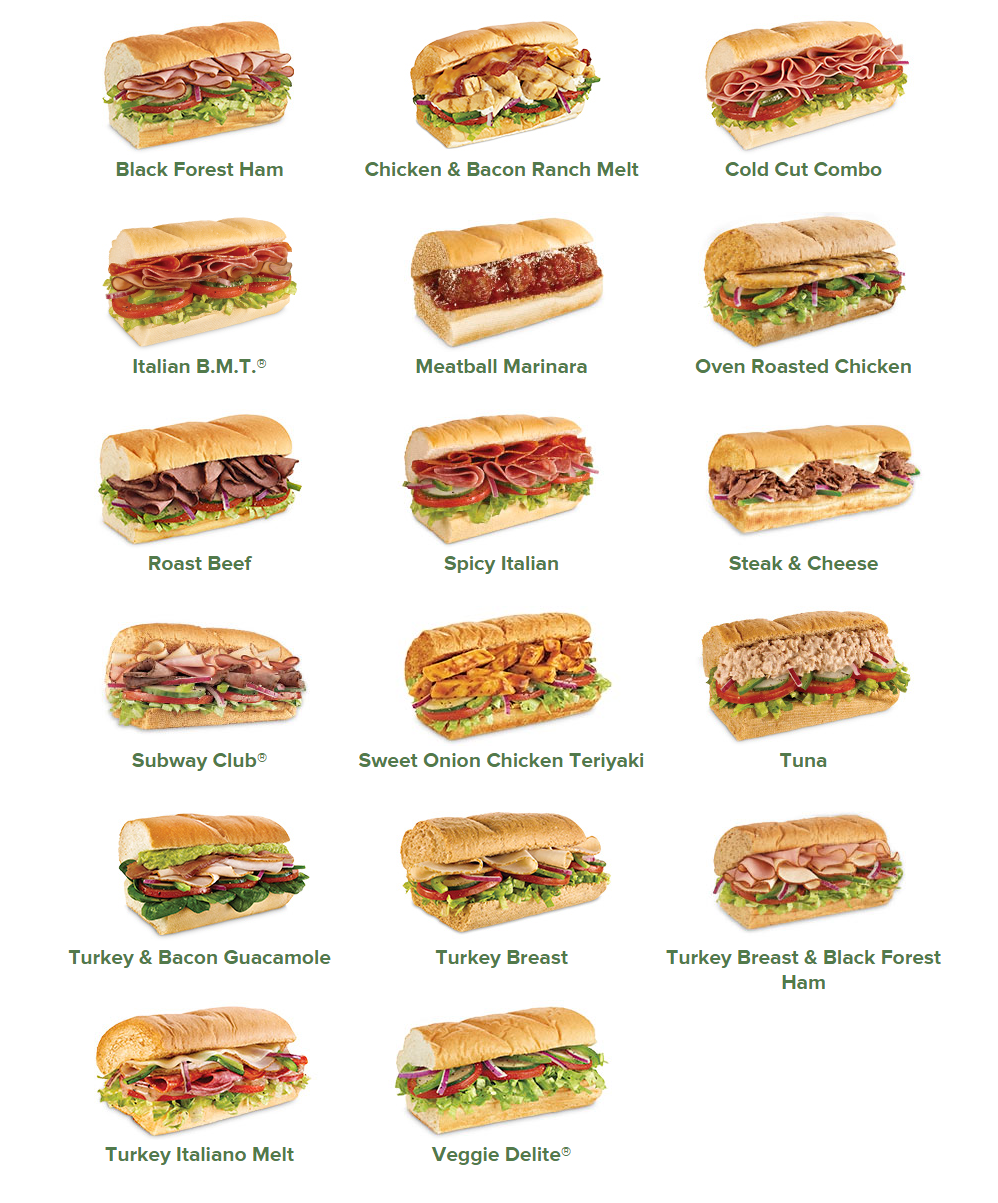 Black Forest Ham
Chicken & Bacon Ranch Melt
Cold Cut Combo
Italian B.M.T.®
Meatball Marinara
Oven Roasted Chicken
Roast Beef
Spicy Italian
Steak & Cheese
Subway Club®
Sweet Onion Chicken Teriyaki
Tuna
Turkey & Bacon Guacamole
Turkey Breast
Turkey Breast & Black Forest
Ham
Turkey Italiano Melt
Veggie Delite®